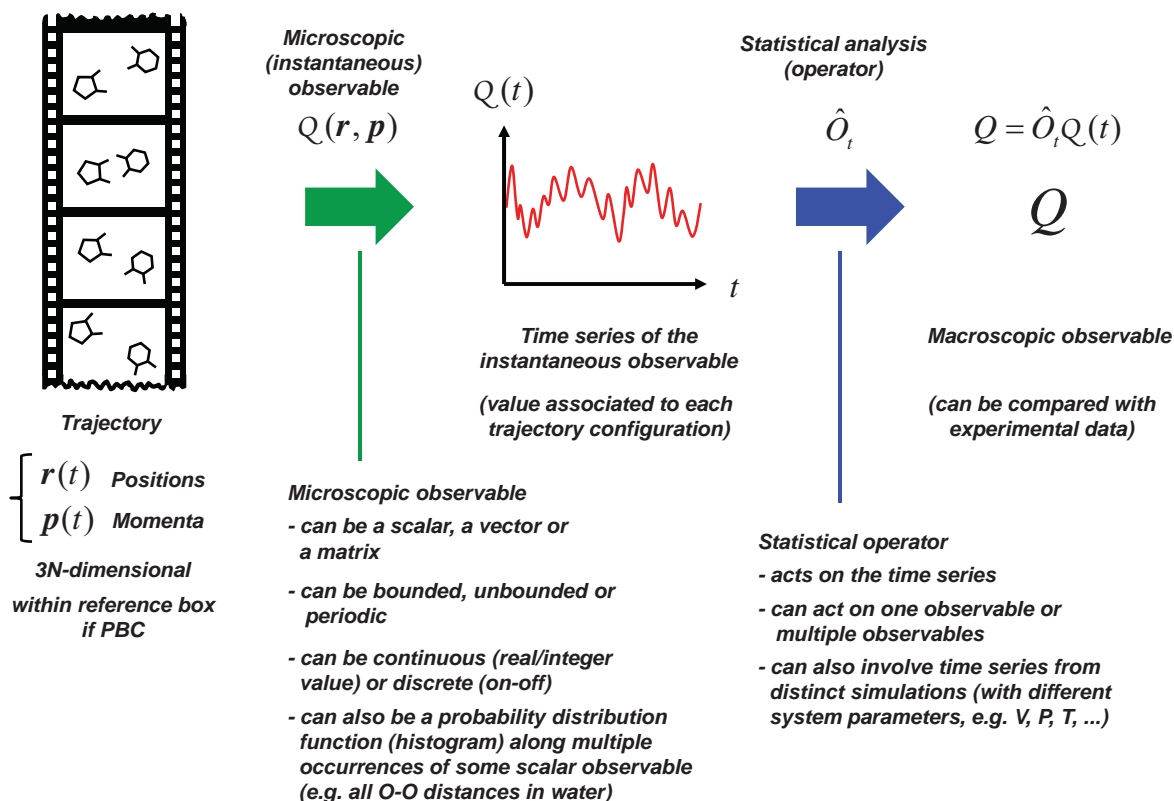 Microscopic
(instantaneous)
observable
Q(r, p)
Q(t)
t
Statistical analysis
(operator)
Ô_t
Q = Ô_t Q(t)
Q
Trajectory
r(t) Positions
p(t) Momenta
3N-dimensional
within reference box
if PBC
Time series of the
instantaneous observable
(value associated to each
trajectory configuration)
Macroscopic observable
(can be compared with
experimental data)
Microscopic observable
- can be a scalar, a vector or
a matrix
- can be bounded, unbounded or
periodic
- can be continuous (real/integer
value) or discrete (on-off)
- can also be a probability distribution
function (histogram) along multiple
occurrences of some scalar observable
(e.g. all O-O distances in water)
Statistical operator
- acts on the time series
- can act on one observable or
multiple observables
- can also involve time series from
distinct simulations (with different
system parameters, e.g. V, P, T, ...)